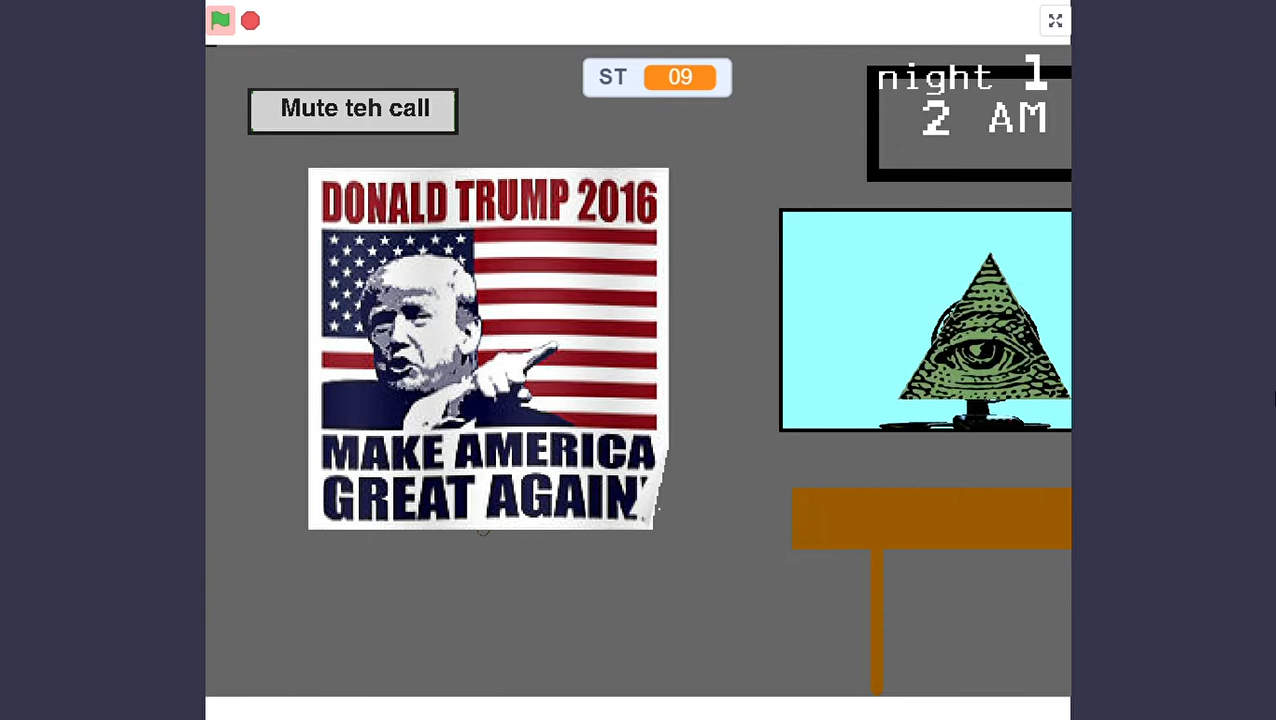 ST 09
night 1
2 AM
Mute teh call
DONALD TRUMP 2016
MAKE AMERICA
GREAT AGAIN!